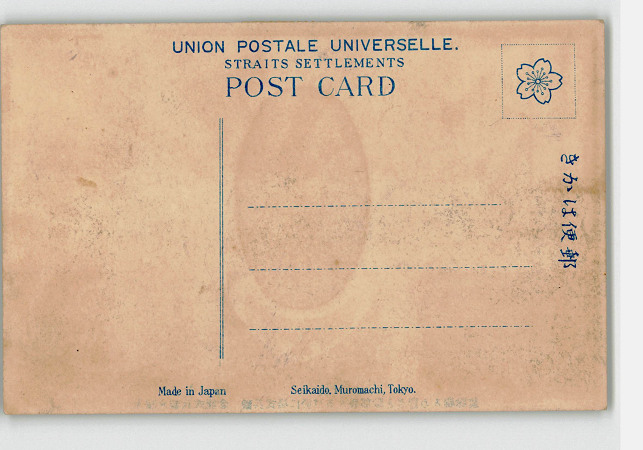 UNION POSTALE UNIVERSELLE.
STRAITS SETTLEMENTS
POST CARD
きかは便郵
Made in Japan
Seikaido, Muromachi, Tokyo.